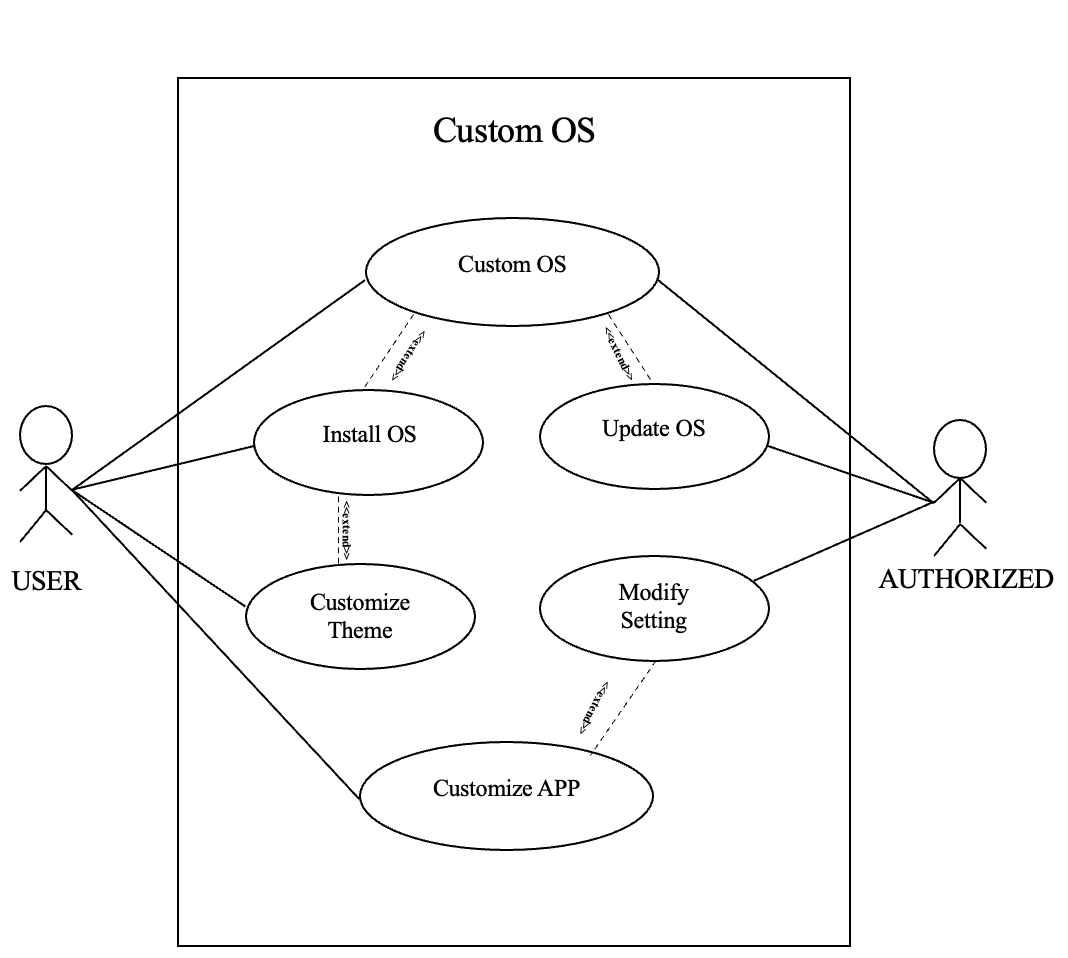 Custom OS
Custom OS
<<extend>>
<<extend>>
Install OS
Update OS
<<extend>>
USER
AUTHORIZED
Customize
Theme
Modify
Setting
<<extend>>
Customize APP